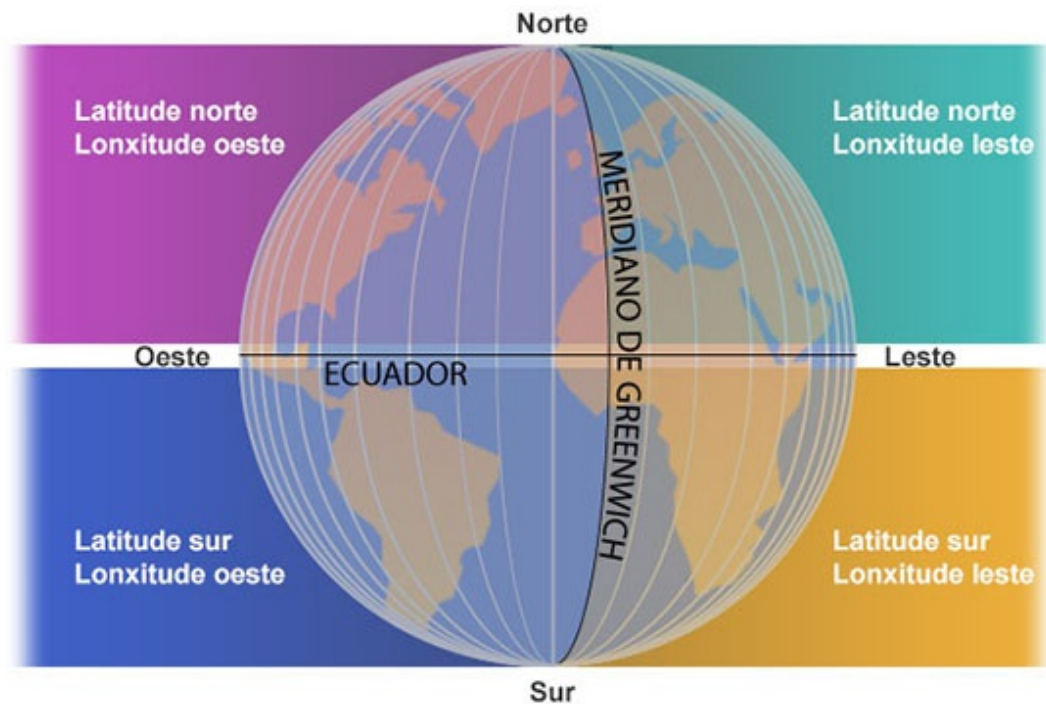 Norte
Latitude norte
Lonxitude oeste
Latitude norte
Lonxitude leste
MERIDIANO DE GREENWICH
Oeste
Leste
ECUADOR
Latitude sur
Lonxitude oeste
Latitude sur
Lonxitude leste
Sur